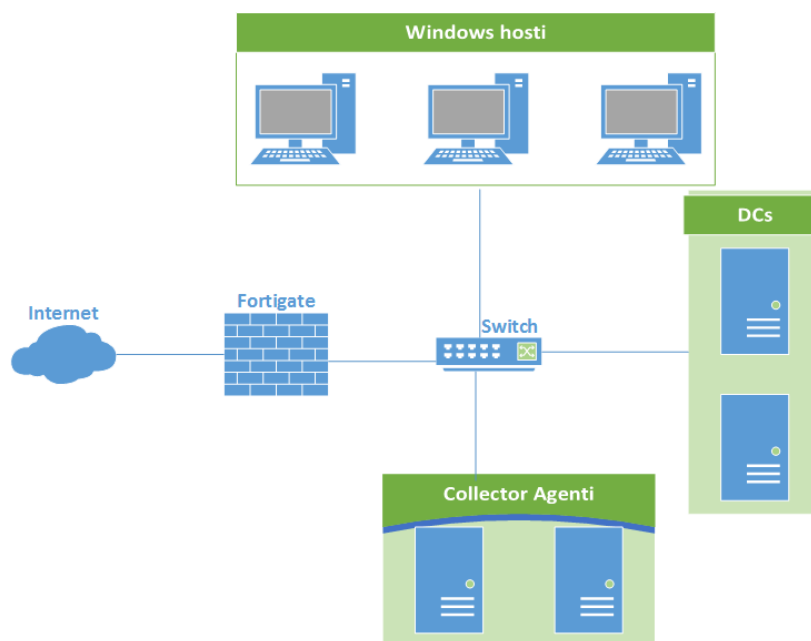 Windows hosti
DCs
Internet
Fortigate
Switch
Collector Agenti